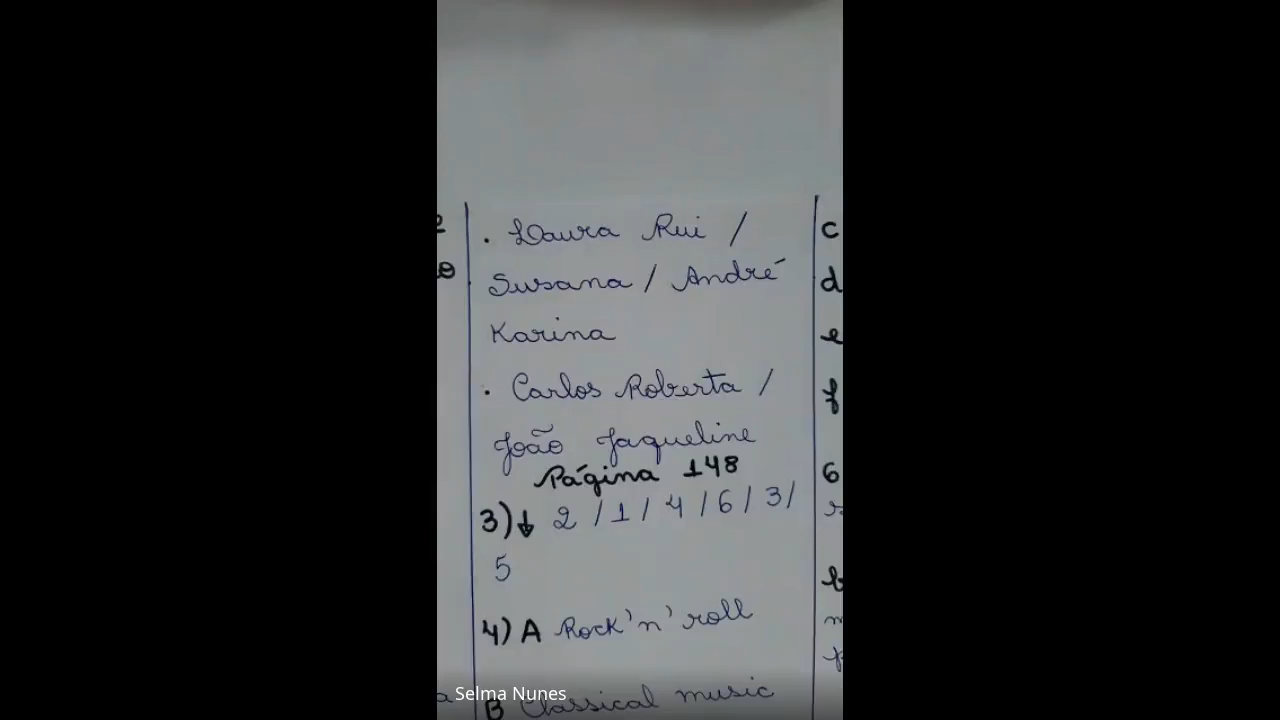 . Laura Rui /
Susana / André
Karina
. Carlos Roberta /
João Jaqueline
Página 148
3)↓ 2 / 1 / 4 / 6 / 3 /
5
4) A Rock'n'roll
B Classical music
c
d
e
f
6
b
Selma Nunes